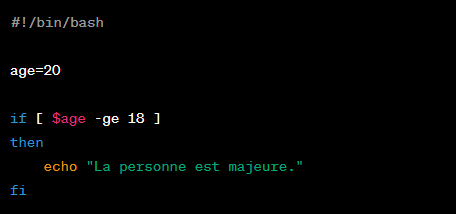 #!/bin/bash
age=20
if [ $age -ge 18 ]
then
    echo "La personne est majeure."
fi